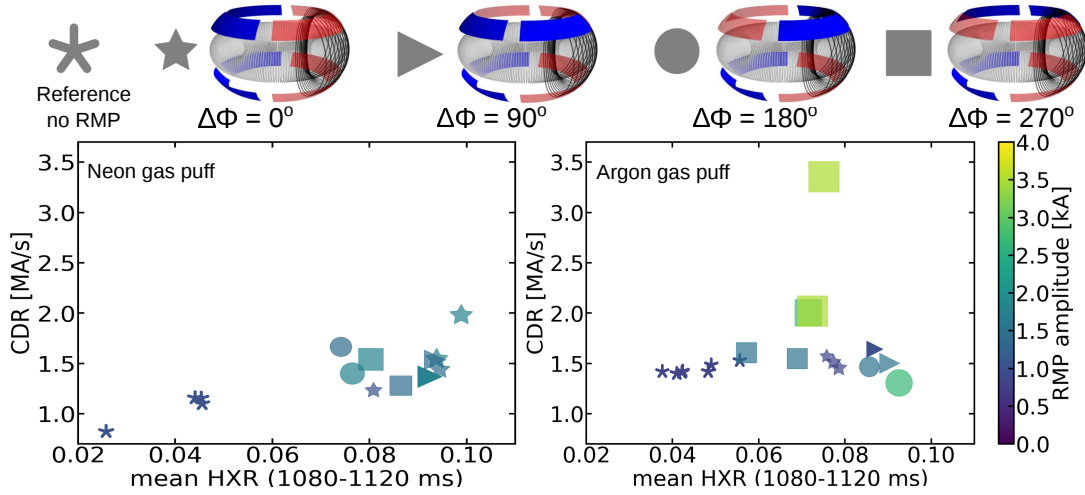 Reference
no RMP
ΔΦ = 0º
ΔΦ = 90º
ΔΦ = 180º
ΔΦ = 270º
Neon gas puff
CDR [MA/s]
3.5
3.0
2.5
2.0
1.5
1.0
0.02
0.04
0.06
0.08
0.10
mean HXR (1080-1120 ms)
Argon gas puff
CDR [MA/s]
3.5
3.0
2.5
2.0
1.5
1.0
0.02
0.04
0.06
0.08
0.10
mean HXR (1080-1120 ms)
4.0
3.5
3.0
2.5
2.0
1.5
1.0
0.5
0.0
RMP amplitude [kA]